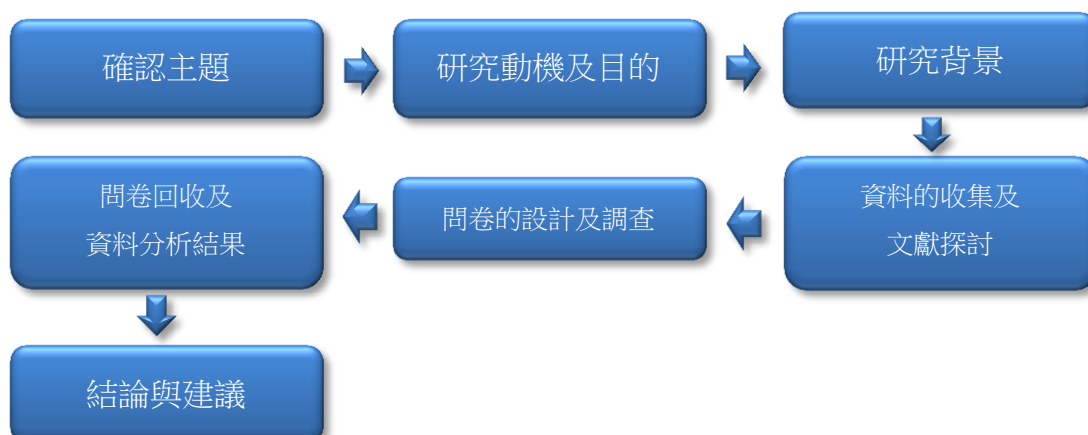 確認主題
研究動機及目的
研究背景
資料的收集及
文獻探討
問卷的設計及調查
問卷回收及
資料分析結果
結論與建議